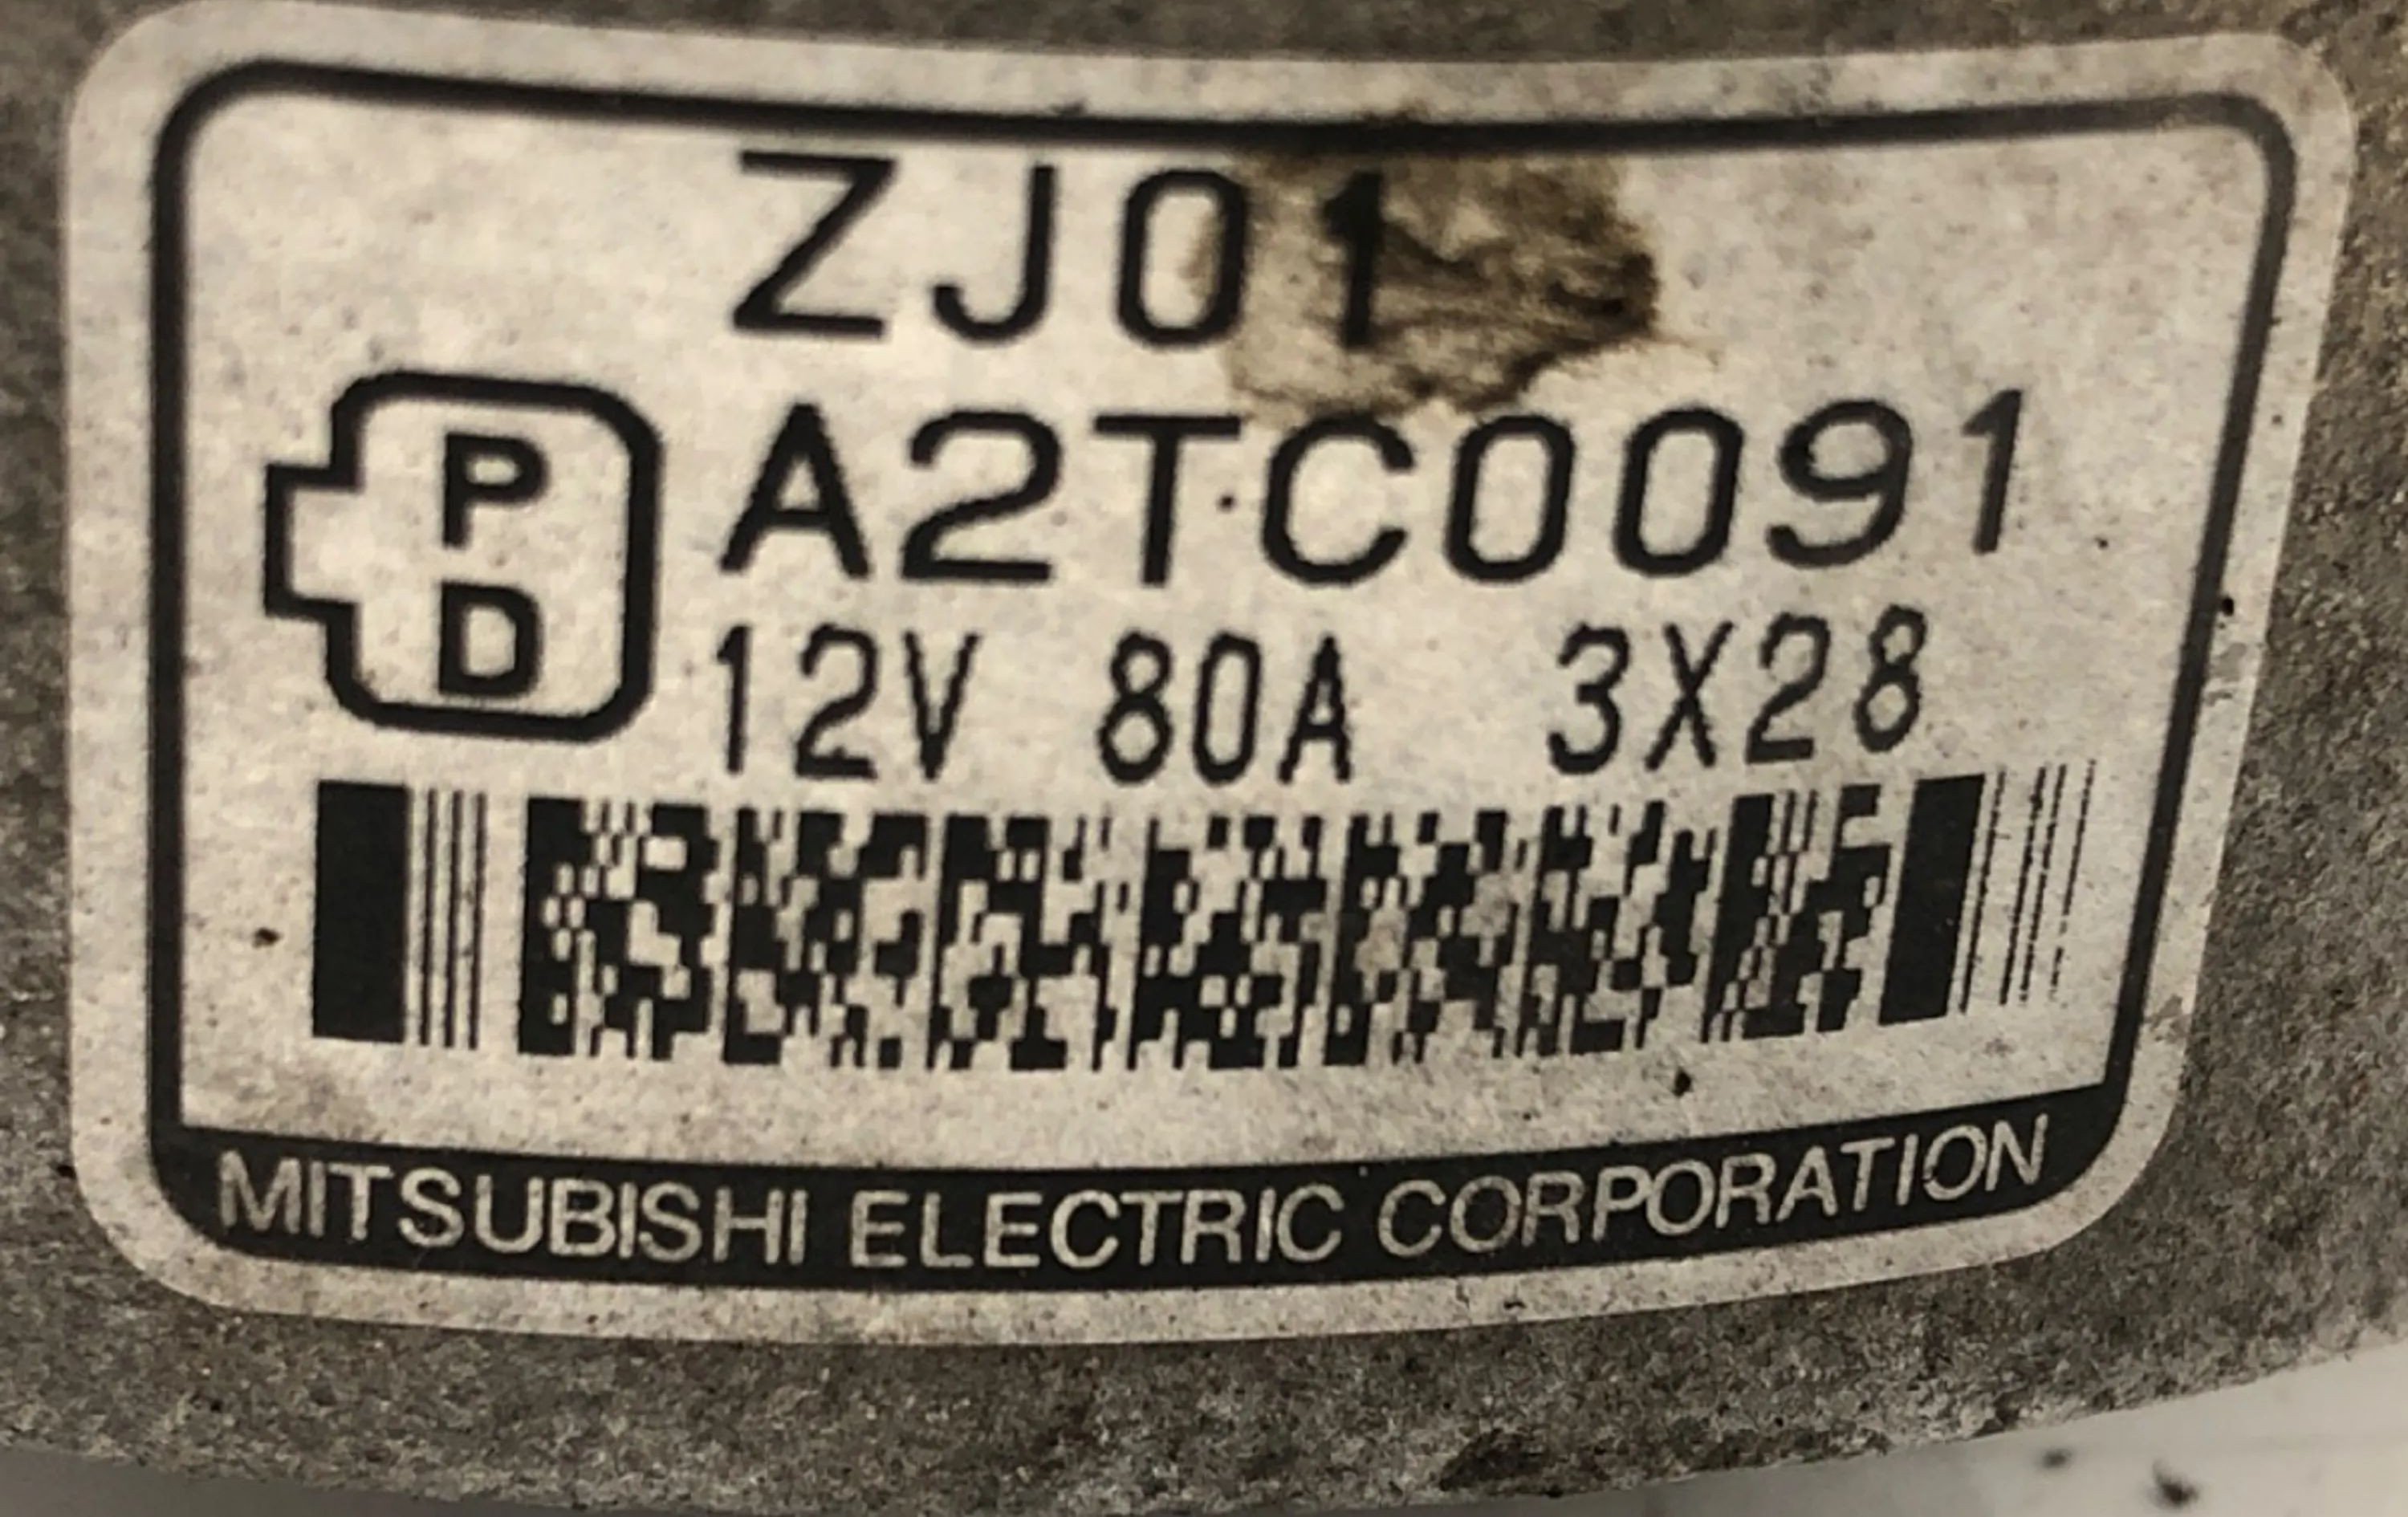 ZJ01
P
D
A2TC0091
12V 80A 3X28
MITSUBISHI ELECTRIC CORPORATION